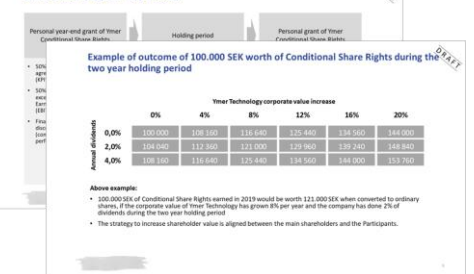 Personal year-end grant of Ymer
Conditional Share Rights
Holding period
Personal grant of Ymer
Conditional Share Rights
• 50%
• 50%
DRAFT
Example of outcome of 100.000 SEK worth of Conditional Share Rights during the
two year holding period
Ymer Technology corporate value increase
0% 4% 8% 12% 16% 20%
Annual dividends
0,0% 100 000 108 160 116 640 125 440 134 560 144 000
2,0% 104 040 112 360 121 000 129 960 139 240 148 840
4,0% 108 160 116 640 125 440 134 560 144 000 153 760
Above example:
• 100.000 SEK of Share Rights earned in 2019 would be worth 121.000 SEK when converted to ordinary
shares, if the corporate value of Ymer Technology has grown 8% per year and the company has done 2% of
dividends during the two year holding period
• The strategy to increase shareholder value is aligned between the main shareholders and the Participants.